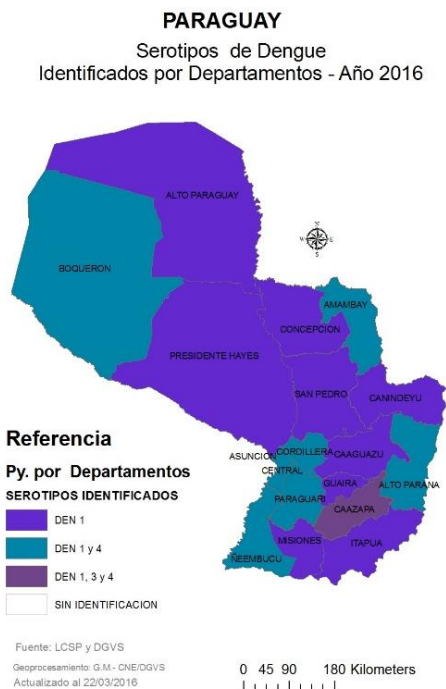 PARAGUAY
Serotipos de Dengue
Identificados por Departamentos - Año 2016
ALTO PARAGUAY
N
W E
S
BOQUERON
AMAMBAY
CONCEPCION
PRESIDENTE HAYES
SAN PEDRO
CANINDEYU
Referencia
ASUNCION
CORDILLERA
CAAGUAZU
CENTRAL
Py. por Departamentos
GUAIRA
ALTO PARANA
SEROTIPOS IDENTIFICADOS
PARAGUARI
CAAZAPA
DEN 1
MISIONES
ITAPUA
DEN 1 y 4
ÑEEMBUCU
DEN 1, 3 y 4
SIN IDENTIFICACION
Fuente: LCSP y DGVS
Geoprocesamiento: G.M.- CNE/DGVS
Actualizado al 22/03/2016
0 45 90 180 Kilometers